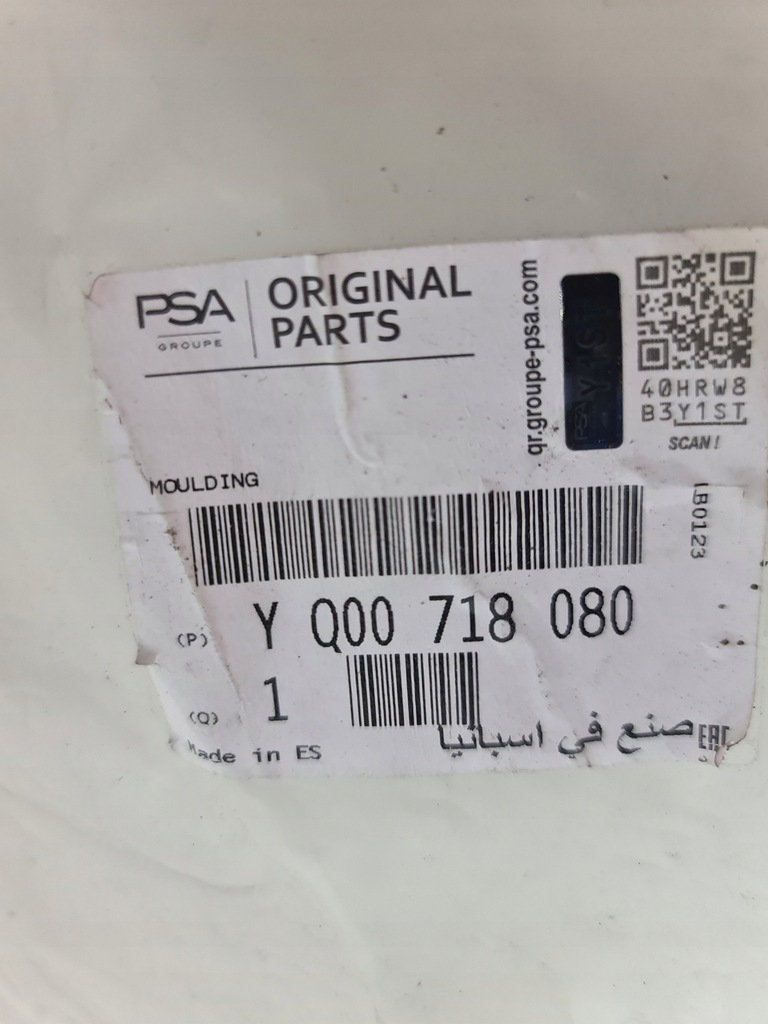 PSA
GROUPE
ORIGINAL
PARTS
qr.groupe-psa.com
40HRW8
B3Y1ST
SCAN!
MOULDING
LB0123
(P) Y Q00 718 080
(Q) 1
Made in ES
صنع في اسبانيا
EAC